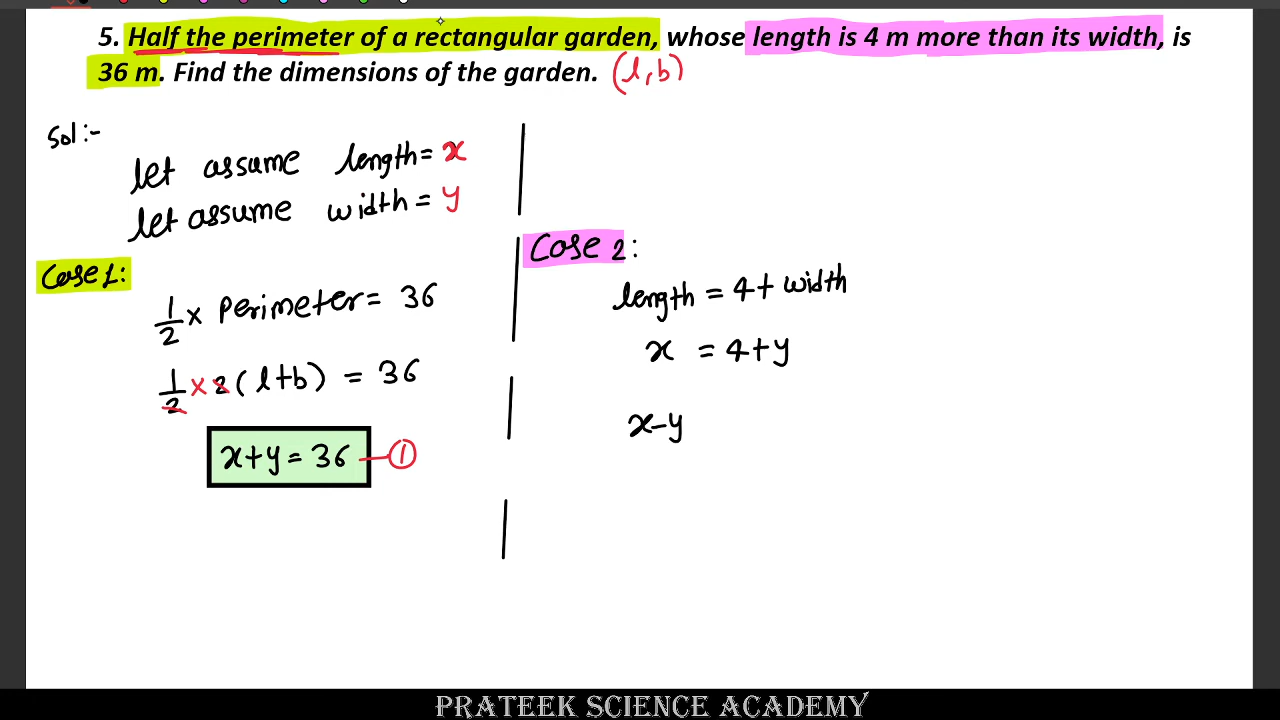 5. Half the perimeter of a rectangular garden, whose length is 4 m more than its width, is
36 m. Find the dimensions of the garden. (l, b)
Sol :-
let assume length = x
let assume width = y
Case 1:
1/2 x Perimeter = 36
1/2 x 2 (l+b) = 36
x+y = 36 — 1
Case 2:
length = 4 + width
x = 4+y
x-y
PRATEEK SCIENCE ACADEMY